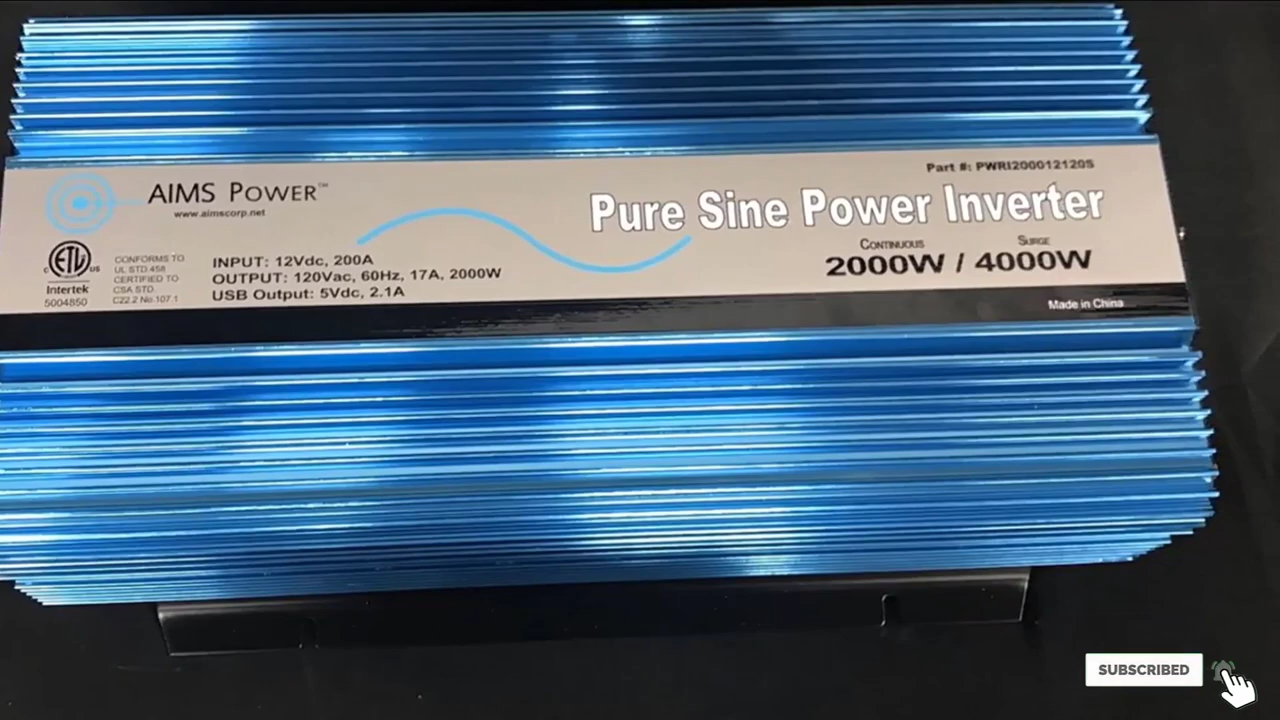 Part #: PWRI200012120S
AIMS POWER™
www.aimscorp.net
Pure Sine Power Inverter
CONTINUOUS SURGE
2000W / 4000W
ETL
C US
Intertek
5004850
CONFORMS TO
UL STD.458
CERTIFIED TO
CSA STD.
C22.2 No.107.1
INPUT: 12Vdc, 200A
OUTPUT: 120Vac, 60Hz, 17A, 2000W
USB Output: 5Vdc, 2.1A
Made in China
SUBSCRIBED